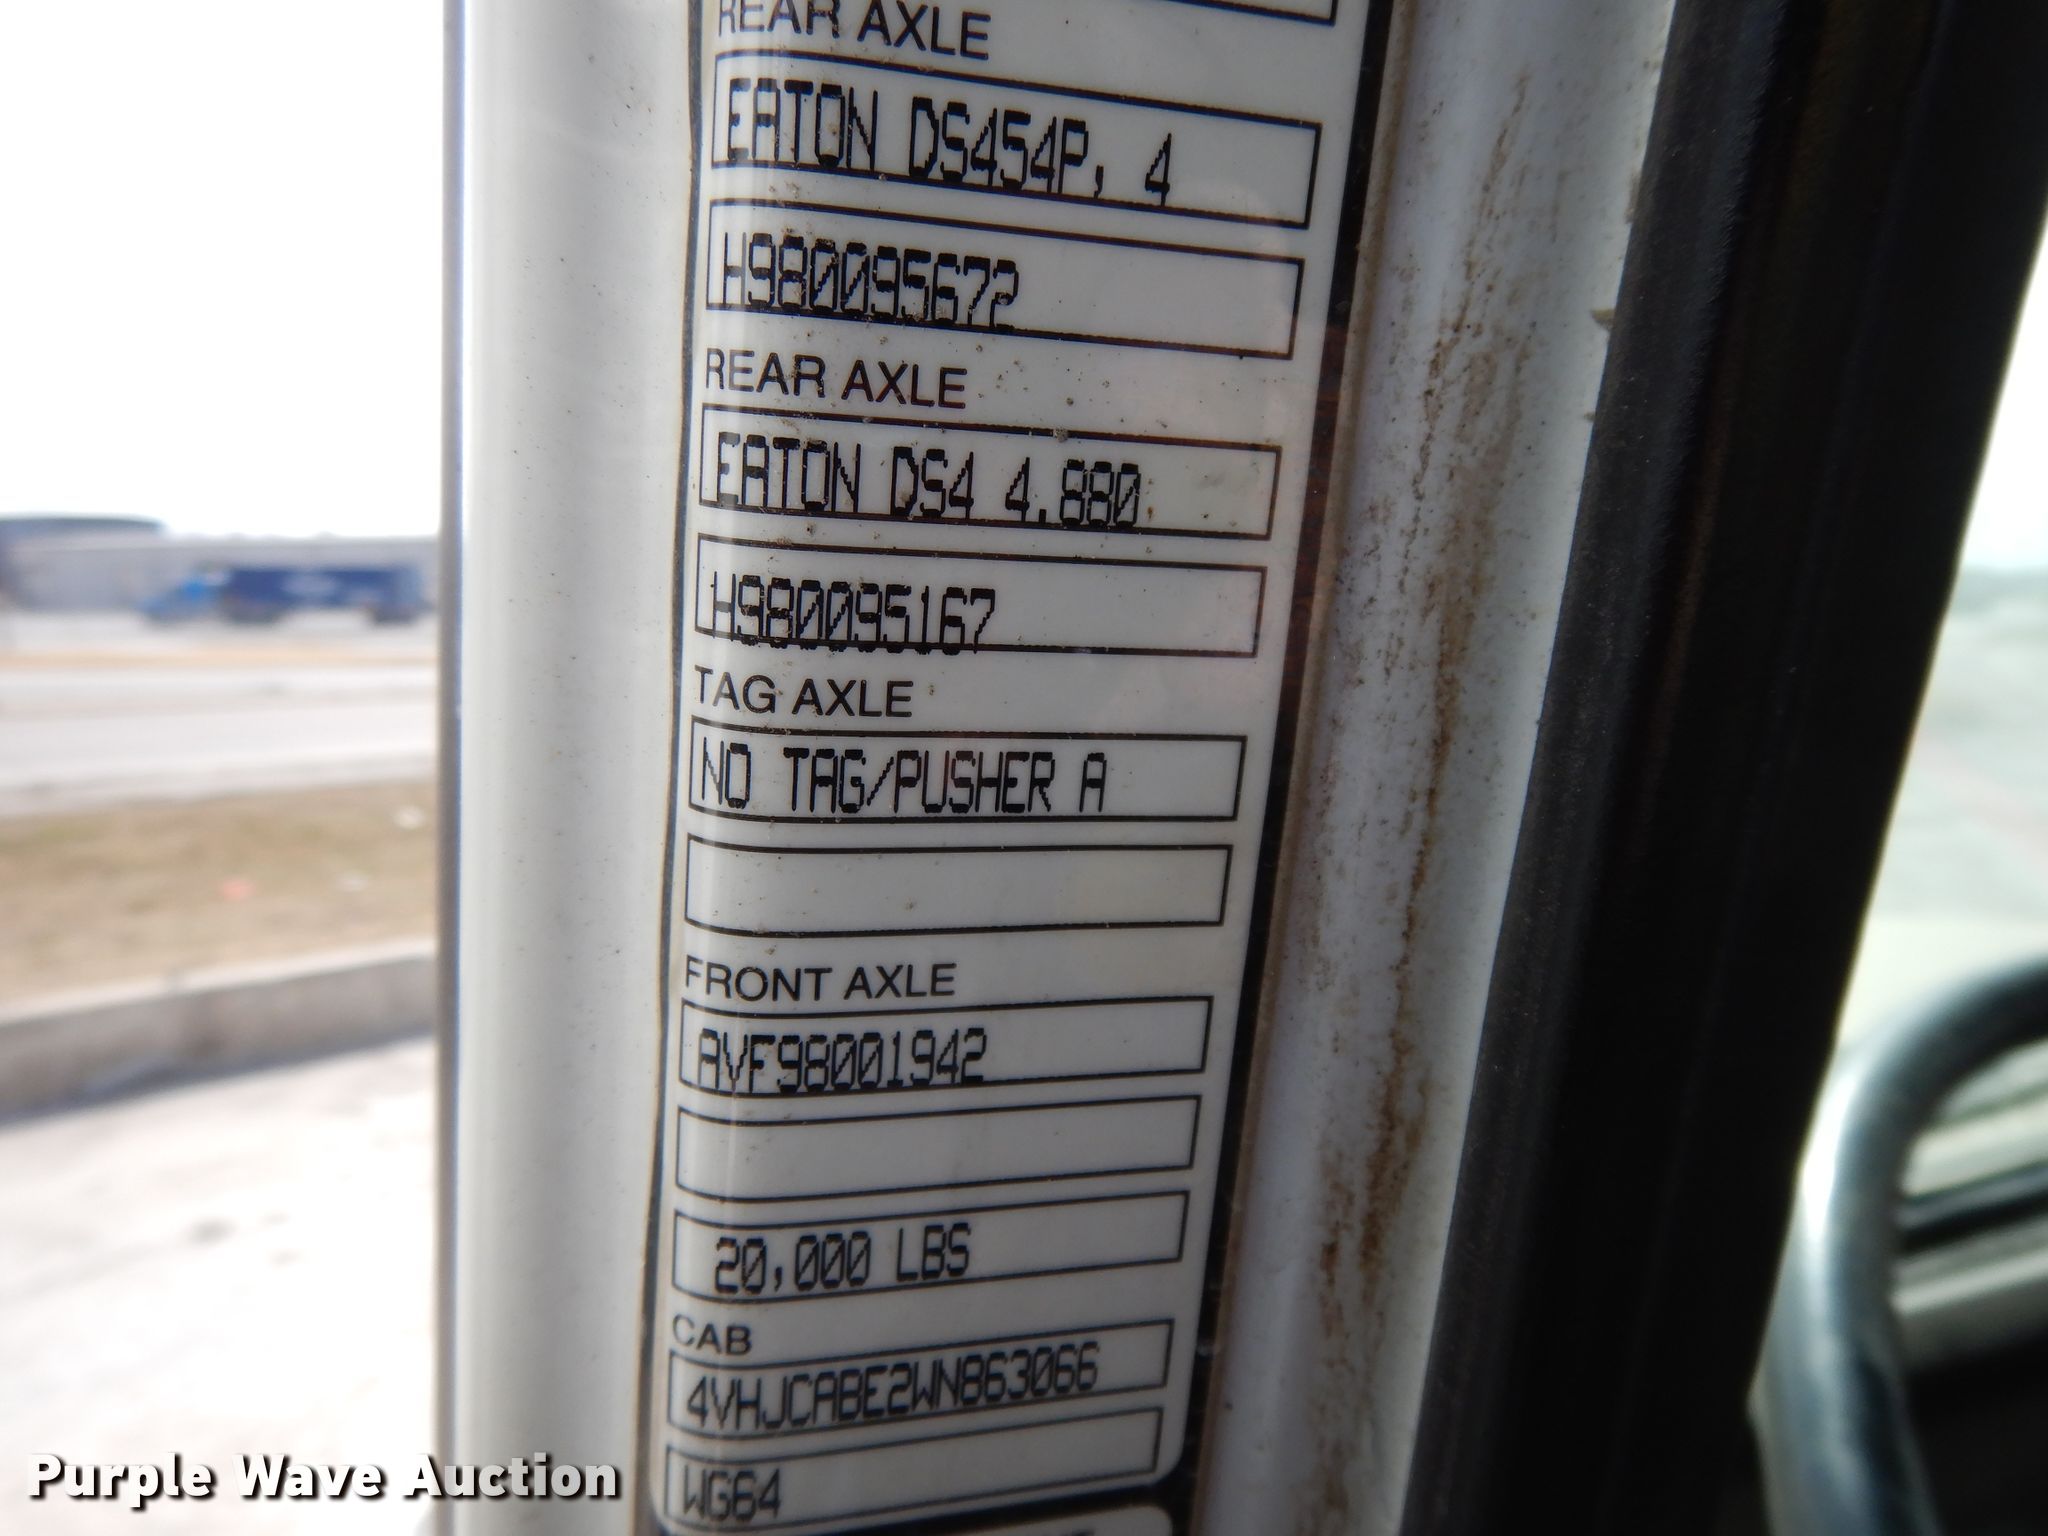 REAR AXLE
EATON DS454P, 4
H980095672
REAR AXLE
EATON DS4 4.880
H980095167
TAG AXLE
NO TAG/PUSHER A
FRONT AXLE
AVF98001942
20,000 LBS
CAB
4VHJCABE2WN863066
WG64
Purple Wave Auction